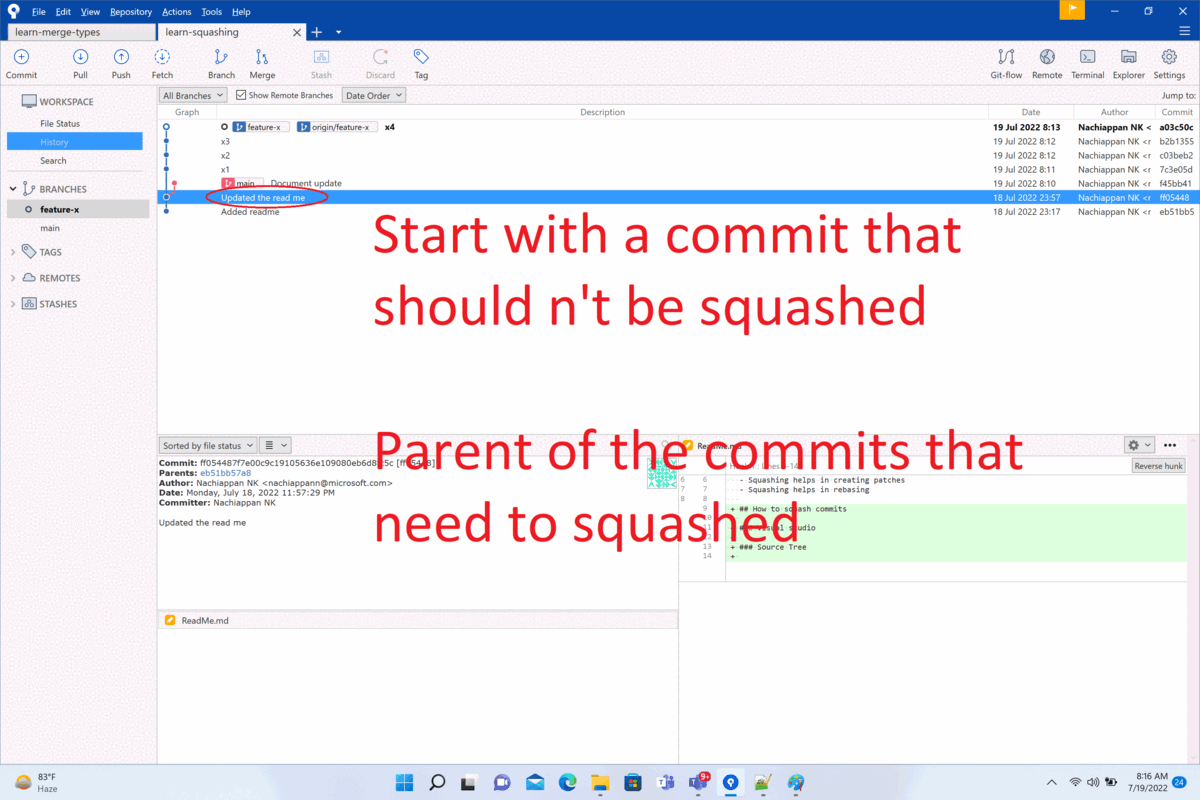 File Edit View Repository Actions Tools Help
learn-merge-types
learn-squashing
Commit Pull Push Fetch Branch Merge Stash Discard Tag Git-flow Remote Terminal Explorer Settings
WORKSPACE
File Status
History
Search
BRANCHES
feature-x
main
TAGS
REMOTES
STASHES
All Branches Show Remote Branches Date Order Jump to:
Graph Description Date Author Commit
feature-x origin/feature-x x4 19 Jul 2022 8:13 Nachiappan NK < a03c50c
x3 19 Jul 2022 8:12 Nachiappan NK <r b2b1355
x2 19 Jul 2022 8:12 Nachiappan NK <r c03beb2
x1 19 Jul 2022 8:11 Nachiappan NK <r 7c3e05d
main Document update 19 Jul 2022 8:10 Nachiappan NK <r f45bb41
Updated the read me 18 Jul 2022 23:57 Nachiappan NK <r ff05448
Added readme 18 Jul 2022 23:17 Nachiappan NK <r eb51bb5
Start with a commit that
should n't be squashed
Parent of the commits that
need to squashed
Sorted by file status
Commit:
Parents: eb51bb57a8
Author: Nachiappan NK <nachiappann@microsoft.com>
Date: Monday, July 18, 2022 11:57:29 PM
Committer: Nachiappan NK
Updated the read me
ReadMe.md
ReadMe.md
Reverse hunk
6 6 - Squashing helps in creating patches
7 7 - Squashing helps in rebasing
8 8
9 + ## How to squash commits
10
11 studio
12
13 + ### Source Tree
14 +
83°F
Haze
9+
8:16 AM
7/19/2022
24